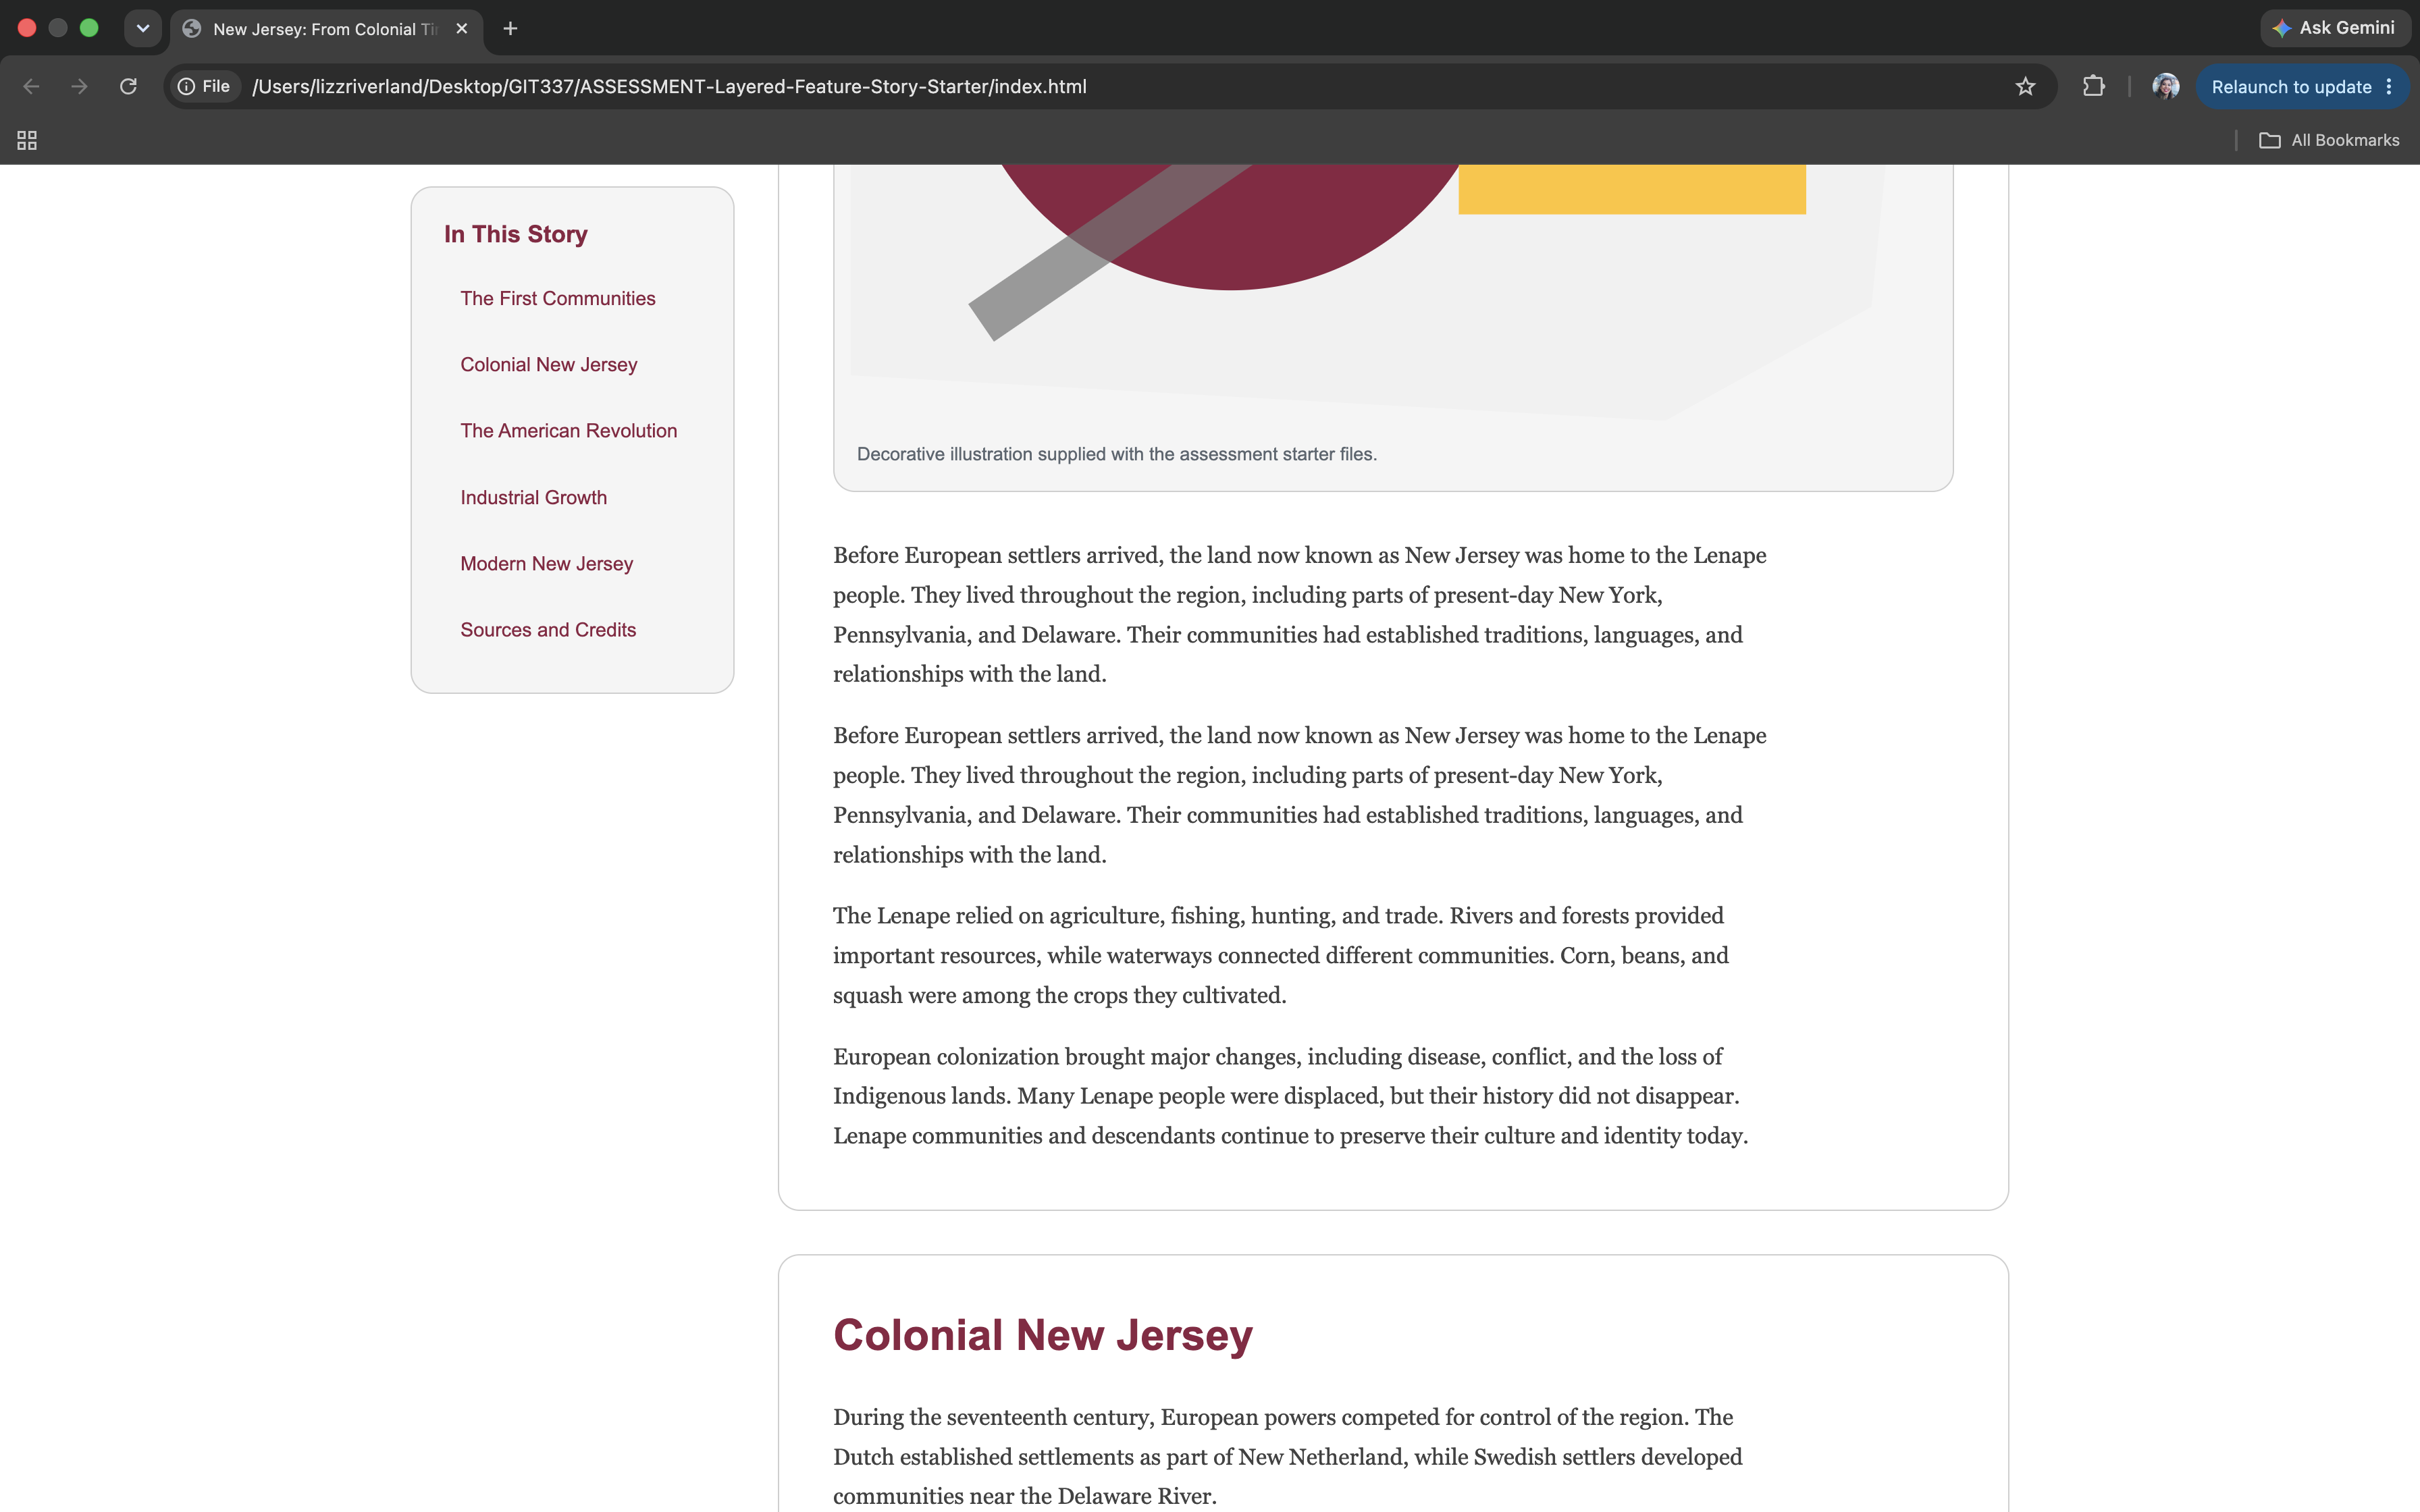 New Jersey: From Colonial
Ask Gemini
File
/Users/lizzriverland/Desktop/GIT337/ASSESSMENT-Layered-Feature-Story-Starter/index.html
Relaunch to update
All Bookmarks
In This Story
The First Communities
Colonial New Jersey
The American Revolution
Industrial Growth
Modern New Jersey
Sources and Credits
Decorative illustration supplied with the assessment starter files.
Before European settlers arrived, the land now known as New Jersey was home to the Lenape
people. They lived throughout the region, including parts of present-day New York,
Pennsylvania, and Delaware. Their communities had established traditions, languages, and
relationships with the land.
Before European settlers arrived, the land now known as New Jersey was home to the Lenape
people. They lived throughout the region, including parts of present-day New York,
Pennsylvania, and Delaware. Their communities had established traditions, languages, and
relationships with the land.
The Lenape relied on agriculture, fishing, hunting, and trade. Rivers and forests provided
important resources, while waterways connected different communities. Corn, beans, and
squash were among the crops they cultivated.
European colonization brought major changes, including disease, conflict, and the loss of
Indigenous lands. Many Lenape people were displaced, but their history did not disappear.
Lenape communities and descendants continue to preserve their culture and identity today.
Colonial New Jersey
During the seventeenth century, European powers competed for control of the region. The
Dutch established settlements as part of New Netherland, while Swedish settlers developed
communities near the Delaware River.